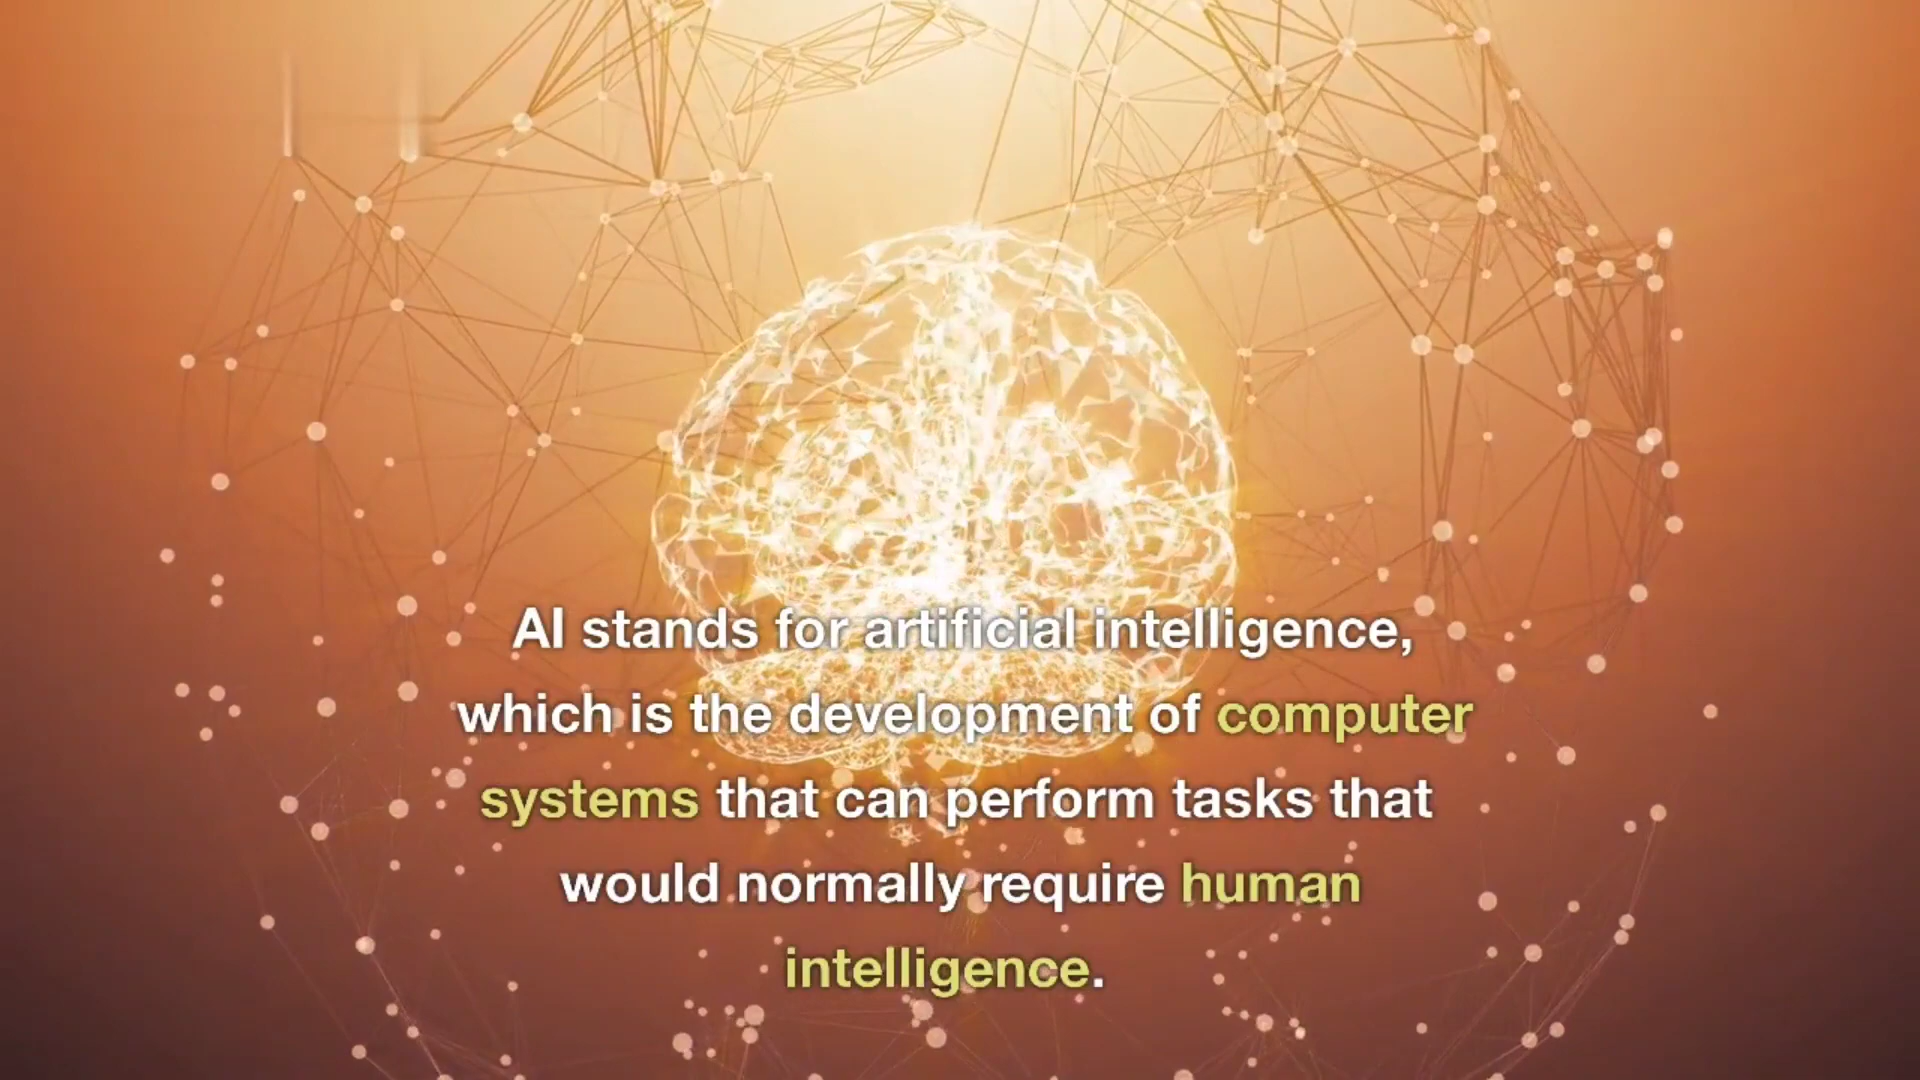 AI stands for artificial intelligence,
which is the development of computer
systems that can perform tasks that
would normally require human
intelligence.